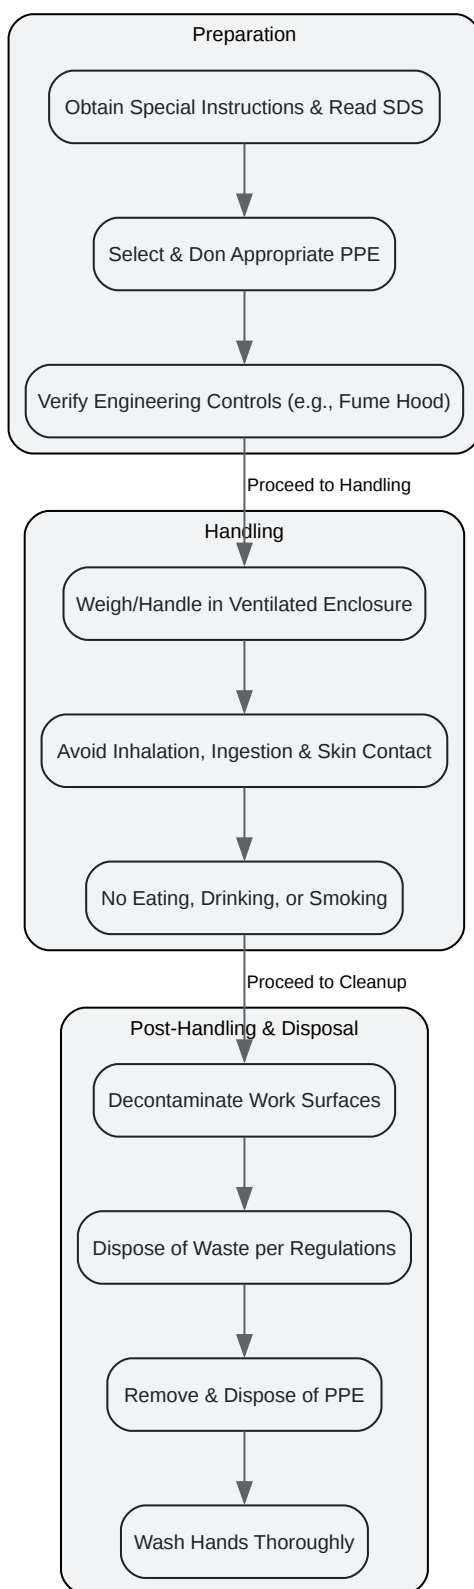 Preparation
Obtain Special Instructions & Read SDS
Select & Don Appropriate PPE
Verify Engineering Controls (e.g., Fume Hood)
Proceed to Handling
Handling
Weigh/Handle in Ventilated Enclosure
Avoid Inhalation, Ingestion & Skin Contact
No Eating, Drinking, or Smoking
Proceed to Cleanup
Post-Handling & Disposal
Decontaminate Work Surfaces
Dispose of Waste per Regulations
Remove & Dispose of PPE
Wash Hands Thoroughly